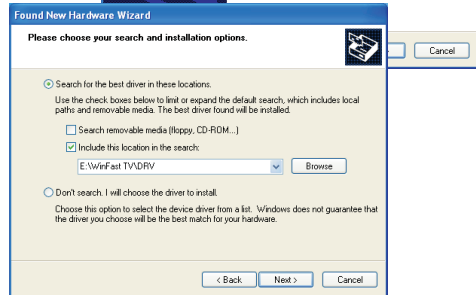 Found New Hardware Wizard
Please choose your search and installation options.
Search for the best driver in these locations.
Use the check boxes below to limit or expand the default search, which includes local
paths and removable media. The best driver found will be installed.
Search removable media (floppy, CD-ROM...)
Include this location in the search:
E:\WinFast TV\DRV
Browse
Don't search. I will choose the driver to install.
Choose this option to select the device driver from a list. Windows does not guarantee that
the driver you choose will be the best match for your hardware.
< Back Next > Cancel
Cancel